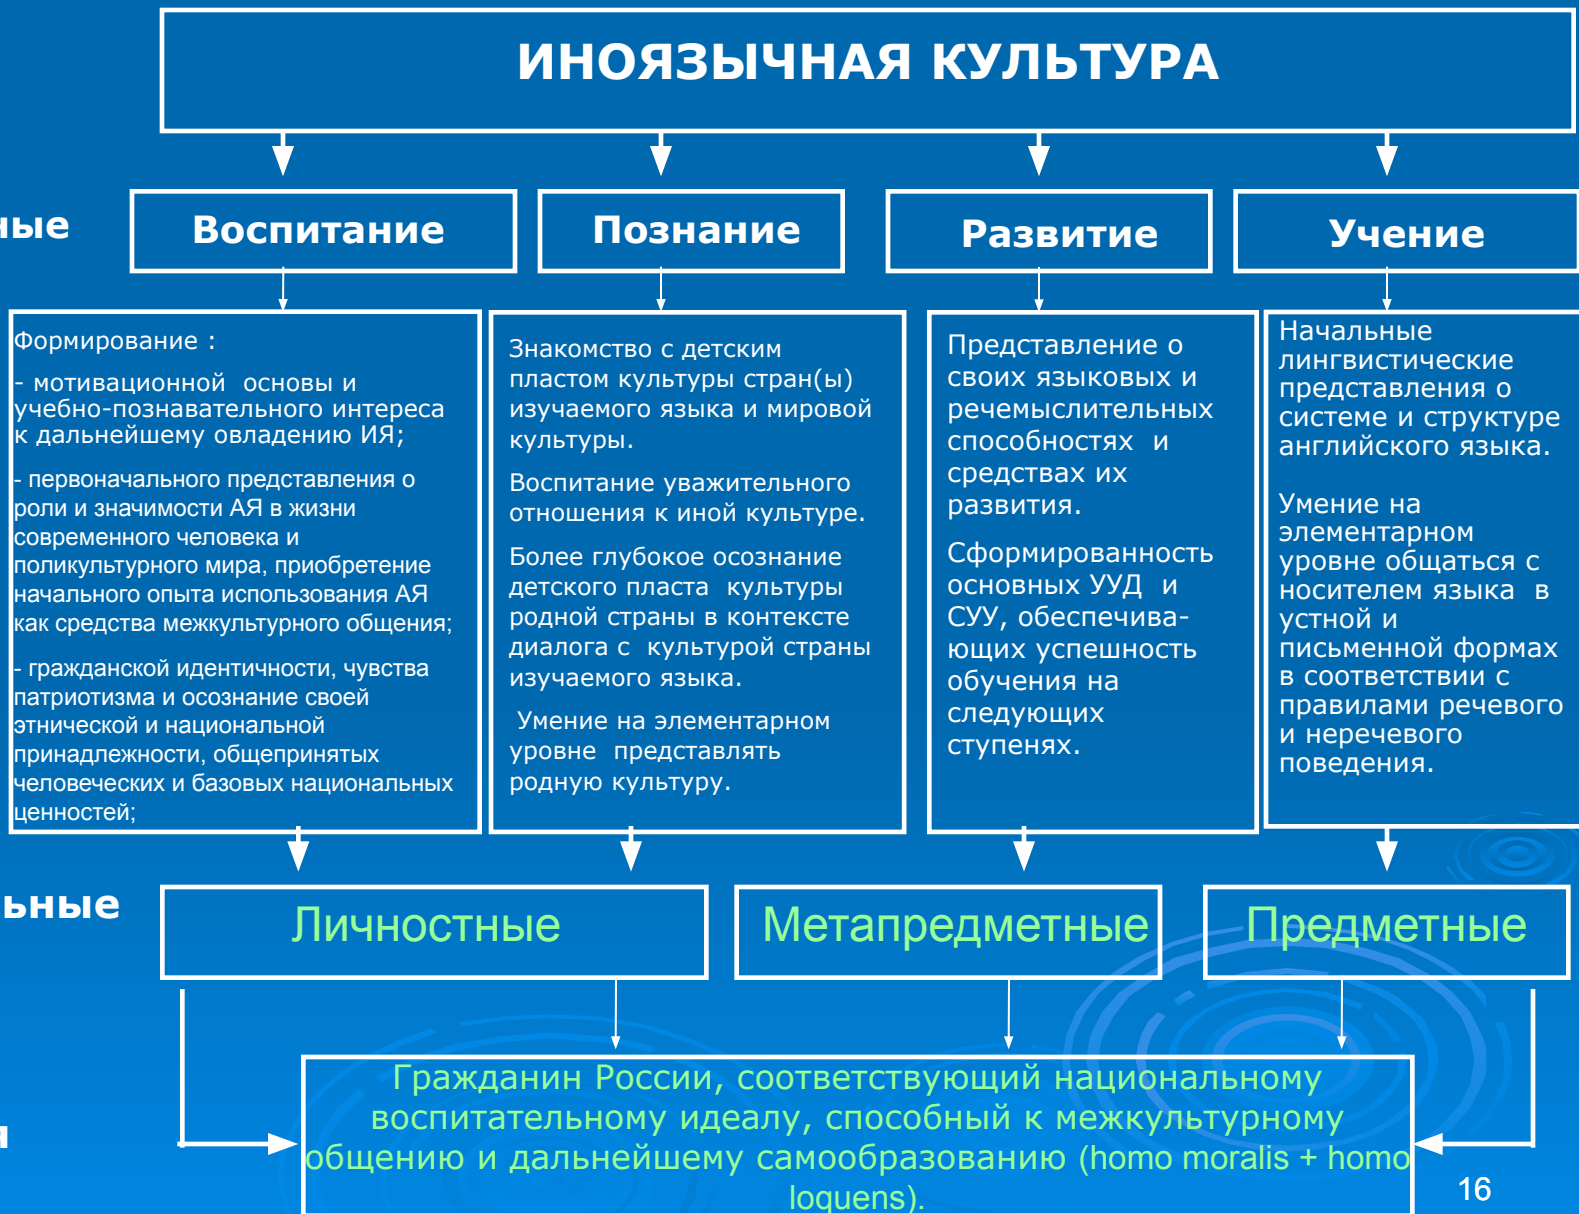 ИНОЯЗЫЧНАЯ КУЛЬТУРА
ные
Воспитание
Познание
Развитие
Учение
Формирование :
- мотивационной основы и
учебно-познавательного интереса
к дальнейшему овладению ИЯ;
- первоначального представления о
роли и значимости АЯ в жизни
современного человека и
поликультурного мира, приобретение
начального опыта использования АЯ
как средства межкультурного общения;
- гражданской идентичности, чувства
патриотизма и осознание своей
этнической и национальной
принадлежности, общепринятых
человеческих и базовых национальных
ценностей;
Знакомство с детским
пластом культуры стран(ы)
изучаемого языка и мировой
культуры.
Воспитание уважительного
отношения к иной культуре.
Более глубокое осознание
детского пласта культуры
родной страны в контексте
диалога с культурой страны
изучаемого языка.
Умение на элементарном
уровне представлять
родную культуру.
Представление о
своих языковых и
речемыслительных
способностях и
средствах их
развития.
Сформированность
основных УУД и
СУУ, обеспечива-
ющих успешность
обучения на
следующих
ступенях.
Начальные
лингвистические
представления о
системе и структуре
английского языка.
Умение на
элементарном
уровне общаться с
носителем языка в
устной и
письменной формах
в соответствии с
правилами речевого
и неречевого
поведения.
ьные
Личностные
Метапредметные
Предметные
я
Гражданин России, соответствующий национальному
воспитательному идеалу, способный к межкультурному
общению и дальнейшему самообразованию (homo moralis + homo
loquens).
16